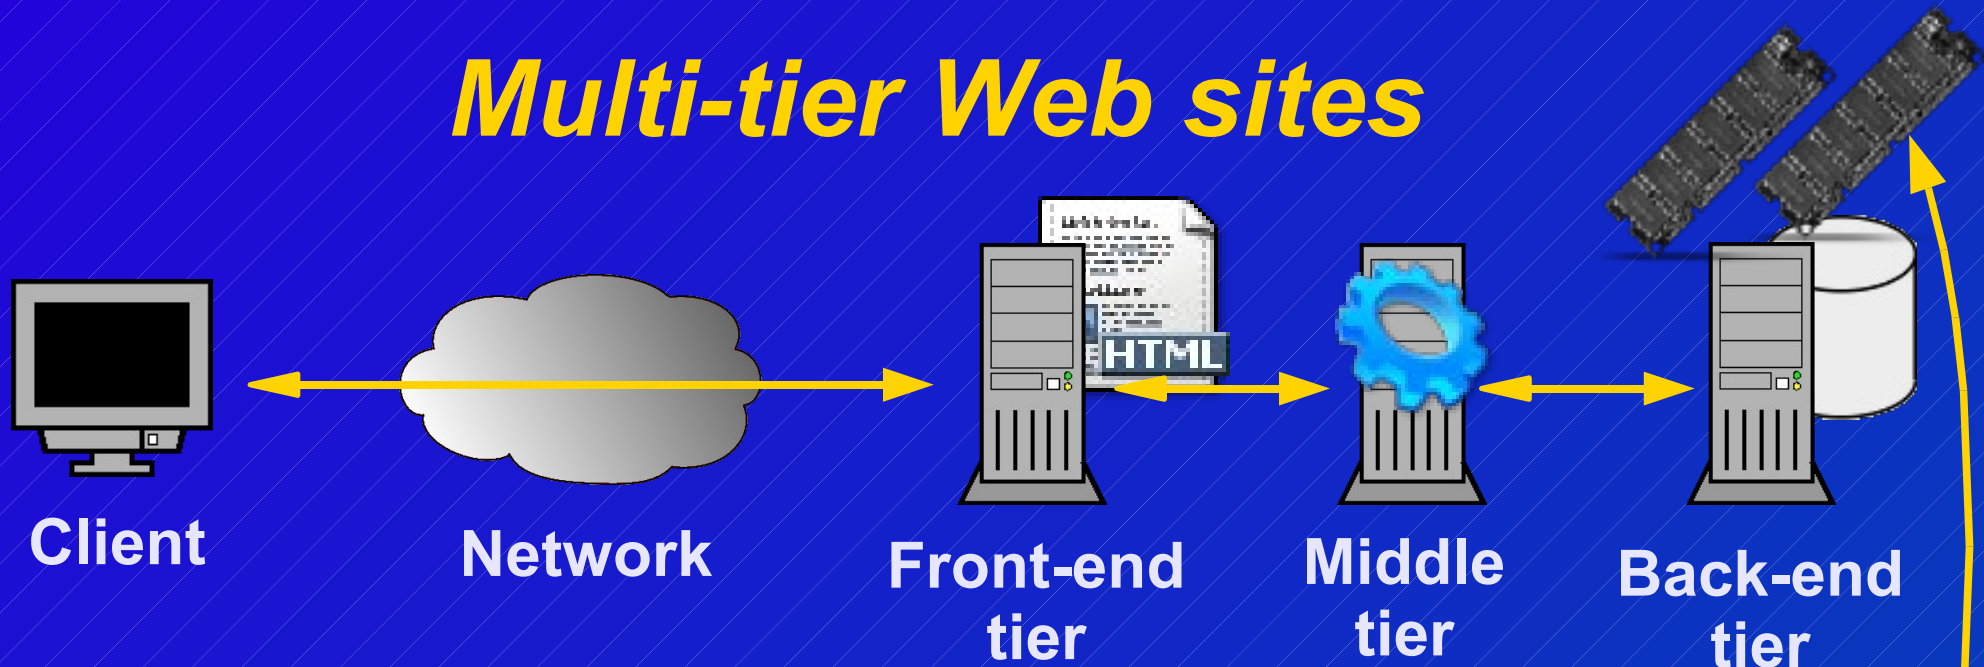 Multi-tier Web sites
HTML
Client
Network
Front-end
tier
Middle
tier
Back-end
tier